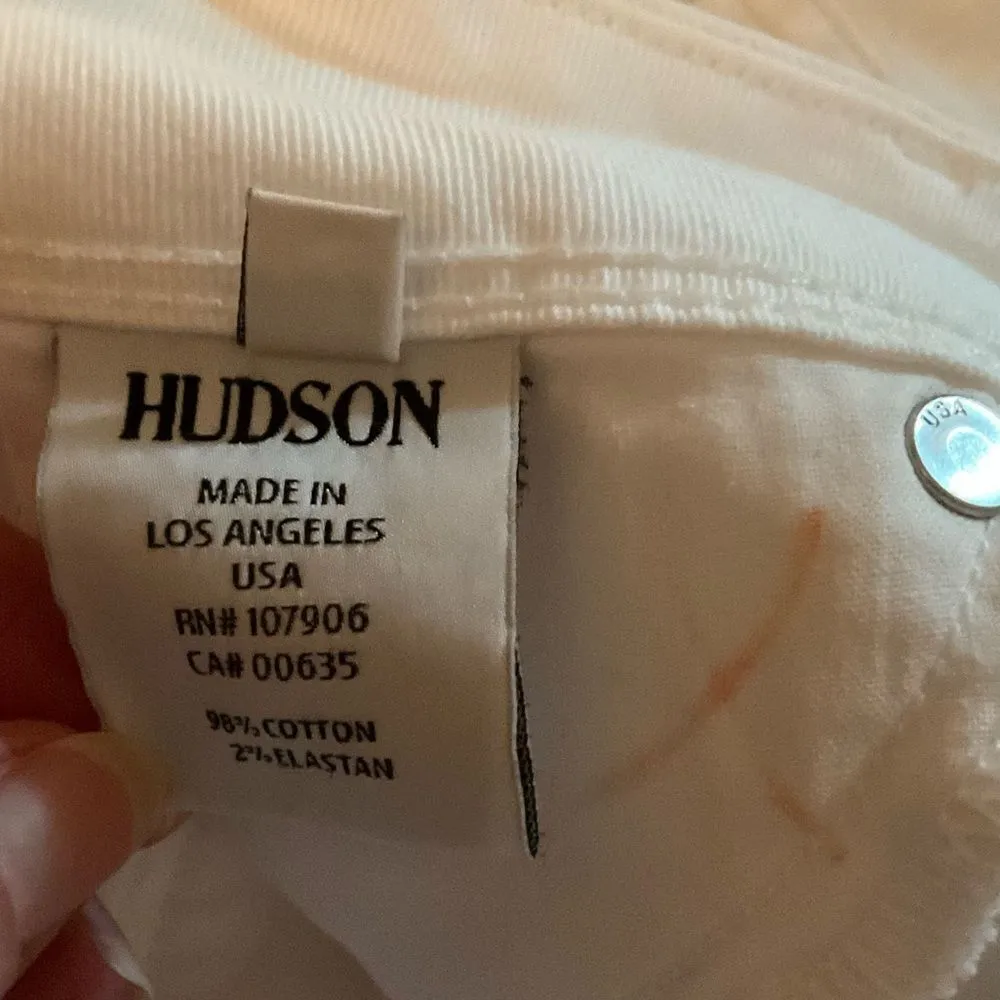 HUDSON
MADE IN
LOS ANGELES
USA
RN# 107906
CA# 00635
98% COTTON
2% ELASTAN
USA